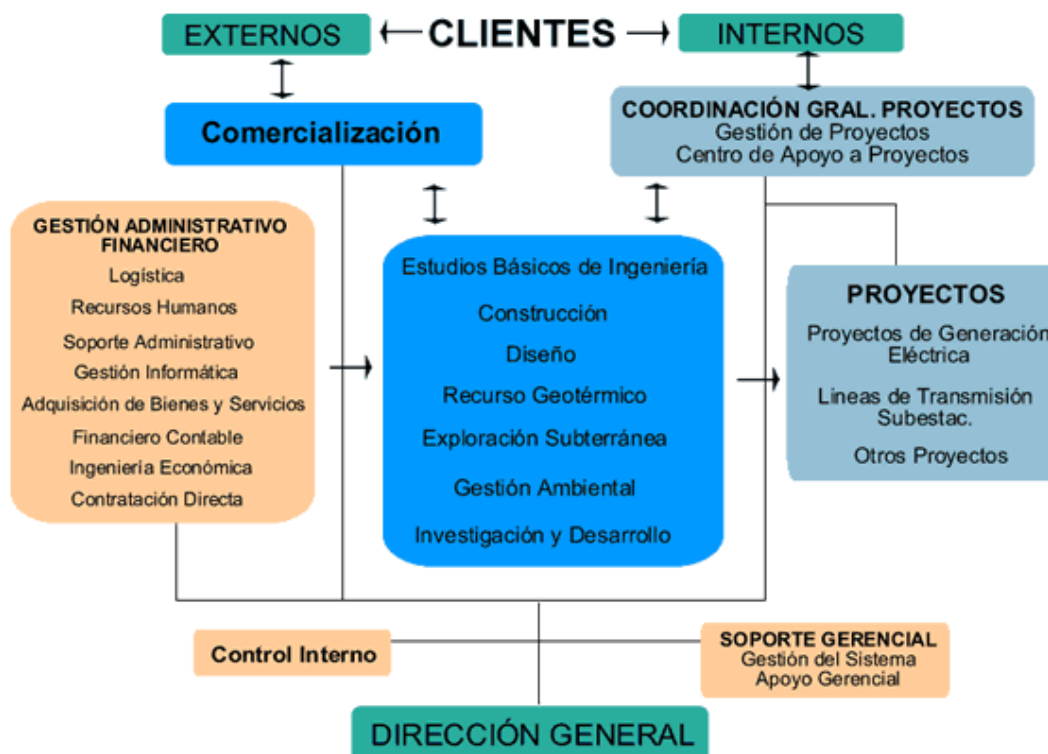 EXTERNOS
CLIENTES
INTERNOS
Comercialización
COORDINACIÓN GRAL. PROYECTOS
Gestión de Proyectos
Centro de Apoyo a Proyectos
GESTIÓN ADMINISTRATIVO
FINANCIERO
Logística
Recursos Humanos
Soporte Administrativo
Gestión Informática
Adquisición de Bienes y Servicios
Financiero Contable
Ingeniería Económica
Contratación Directa
Estudios Básicos de Ingeniería
Construcción
Diseño
Recurso Geotérmico
Exploración Subterránea
Gestión Ambiental
Investigación y Desarrollo
PROYECTOS
Proyectos de Generación
Eléctrica
Lineas de Transmisión
Subestac.
Otros Proyectos
Control Interno
SOPORTE GERENCIAL
Gestión del Sistema
Apoyo Gerencial
DIRECCIÓN GENERAL